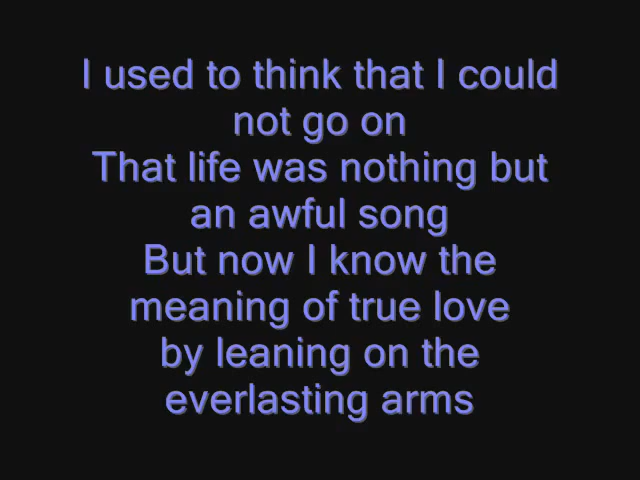 I used to think that I could
not go on
That life was nothing but
an awful song
But now I know the
meaning of true love
by leaning on the
everlasting arms